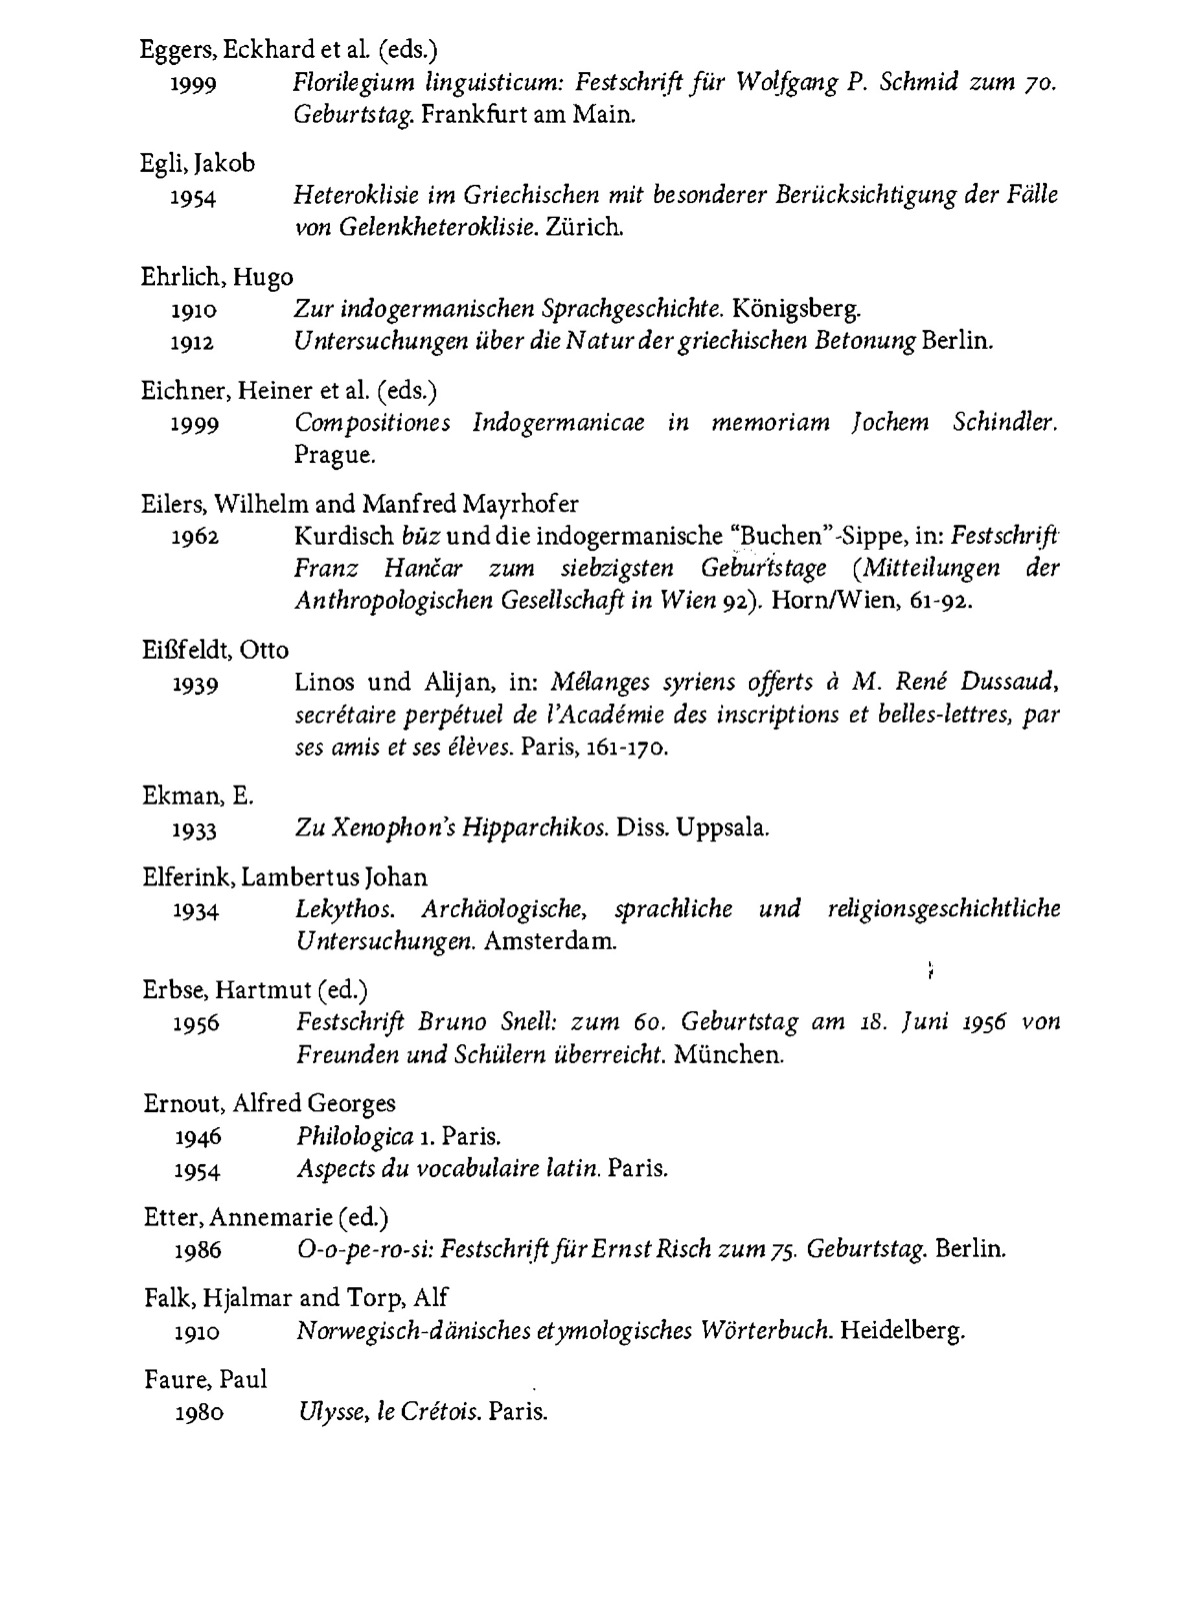 Eggers, Eckhard et al. (eds.)
1999 Florilegium linguisticum: Festschrift für Wolfgang P. Schmid zum 70.
Geburtstag. Frankfurt am Main.
Egli, Jakob
1954 Heteroklisie im Griechischen mit besonderer Berücksichtigung der Fälle
von Gelenkheteroklisie. Zürich.
Ehrlich, Hugo
1910 Zur indogermanischen Sprachgeschichte. Königsberg.
1912 Untersuchungen über die Natur der griechischen Betonung Berlin.
Eichner, Heiner et al. (eds.)
1999 Compositiones Indogermanicae in memoriam Jochem Schindler.
Prague.
Eilers, Wilhelm and Manfred Mayrhofer
1962 Kurdisch būz und die indogermanische “Buchen”-Sippe, in: Festschrift
Franz Hančar zum siebzigsten Geburtstage (Mitteilungen der
Anthropologischen Gesellschaft in Wien 92). Horn/Wien, 61-92.
Eißfeldt, Otto
1939 Linos und Alijan, in: Mélanges syriens offerts à M. René Dussaud,
secrétaire perpétuel de l’Académie des inscriptions et belles-lettres, par
ses amis et ses élèves. Paris, 161-170.
Ekman, E.
1933 Zu Xenophon’s Hipparchikos. Diss. Uppsala.
Elferink, Lambertus Johan
1934 Lekythos. Archäologische, sprachliche und religionsgeschichtliche
Untersuchungen. Amsterdam.
Erbse, Hartmut (ed.)
1956 Festschrift Bruno Snell: zum 60. Geburtstag am 18. Juni 1956 von
Freunden und Schülern überreicht. München.
Ernout, Alfred Georges
1946 Philologica 1. Paris.
1954 Aspects du vocabulaire latin. Paris.
Etter, Annemarie (ed.)
1986 O-o-pe-ro-si: Festschrift für Ernst Risch zum 75. Geburtstag. Berlin.
Falk, Hjalmar and Torp, Alf
1910 Norwegisch-dänisches etymologisches Wörterbuch. Heidelberg.
Faure, Paul
1980 Ulysse, le Crétois. Paris.